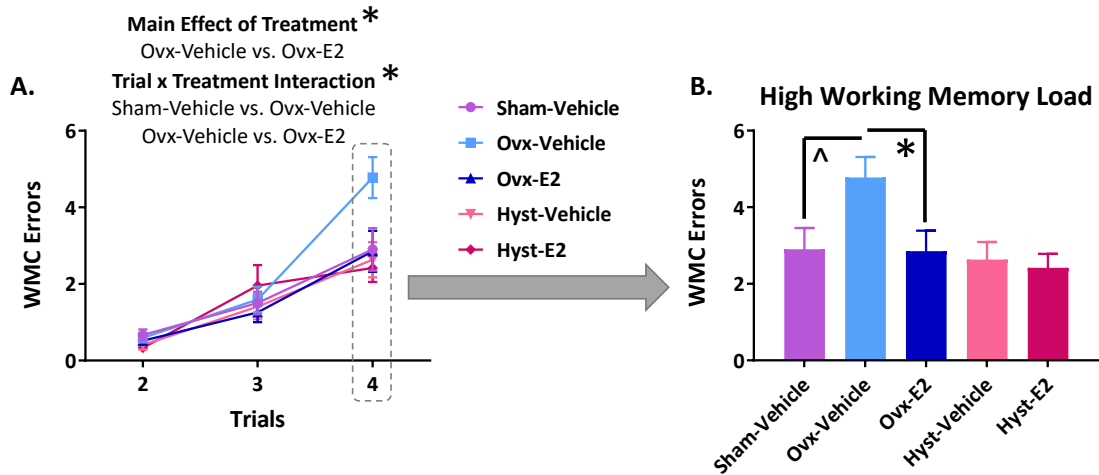 Main Effect of Treatment *
Ovx-Vehicle vs. Ovx-E2
Trial x Treatment Interaction *
Sham-Vehicle vs. Ovx-Vehicle
Ovx-Vehicle vs. Ovx-E2
A.
6
4
2
0
WMC Errors
2 3 4
Trials
Sham-Vehicle
Ovx-Vehicle
Ovx-E2
Hyst-Vehicle
Hyst-E2
B.
High Working Memory Load
6
4
2
0
WMC Errors
^ *
Sham-Vehicle
Ovx-Vehicle
Ovx-E2
Hyst-Vehicle
Hyst-E2